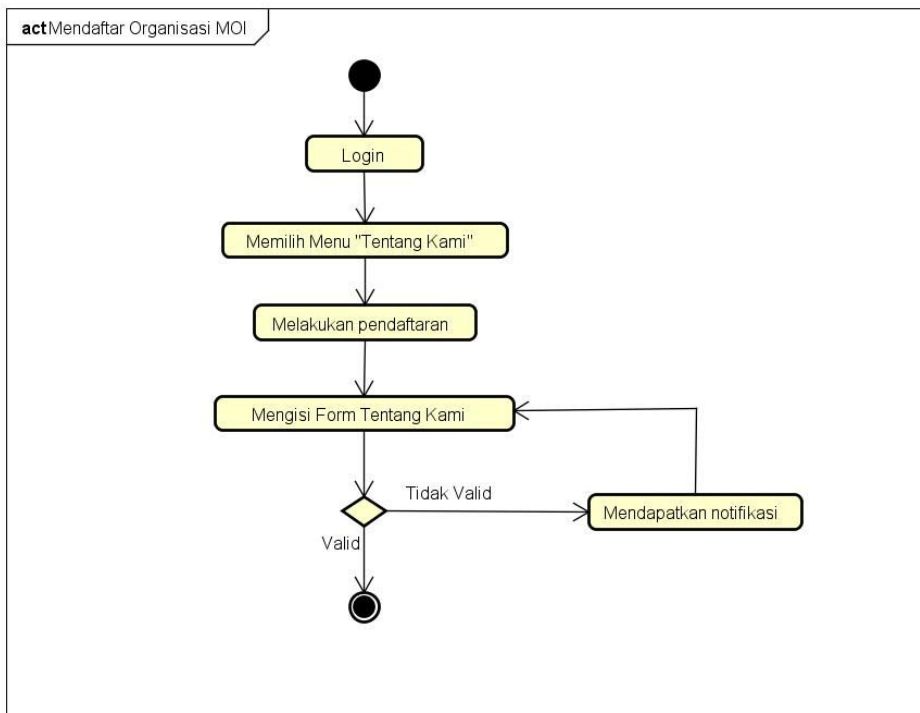 act Mendaftar Organisasi MOI
Login
Memilih Menu "Tentang Kami"
Melakukan pendaftaran
Mengisi Form Tentang Kami
Tidak Valid
Mendapatkan notifikasi
Valid